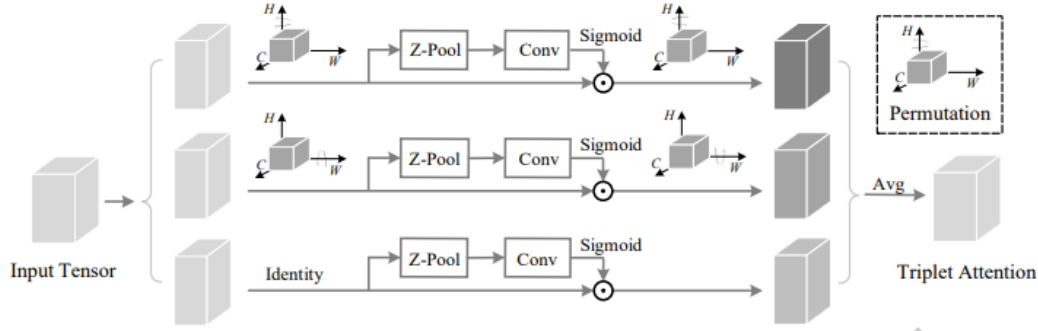 H
C
W
Z-Pool
Conv
Sigmoid
H
C
W
H
C
W
Permutation
H
C
W
Z-Pool
Conv
Sigmoid
H
C
W
Avg
Input Tensor
Identity
Z-Pool
Conv
Sigmoid
Triplet Attention